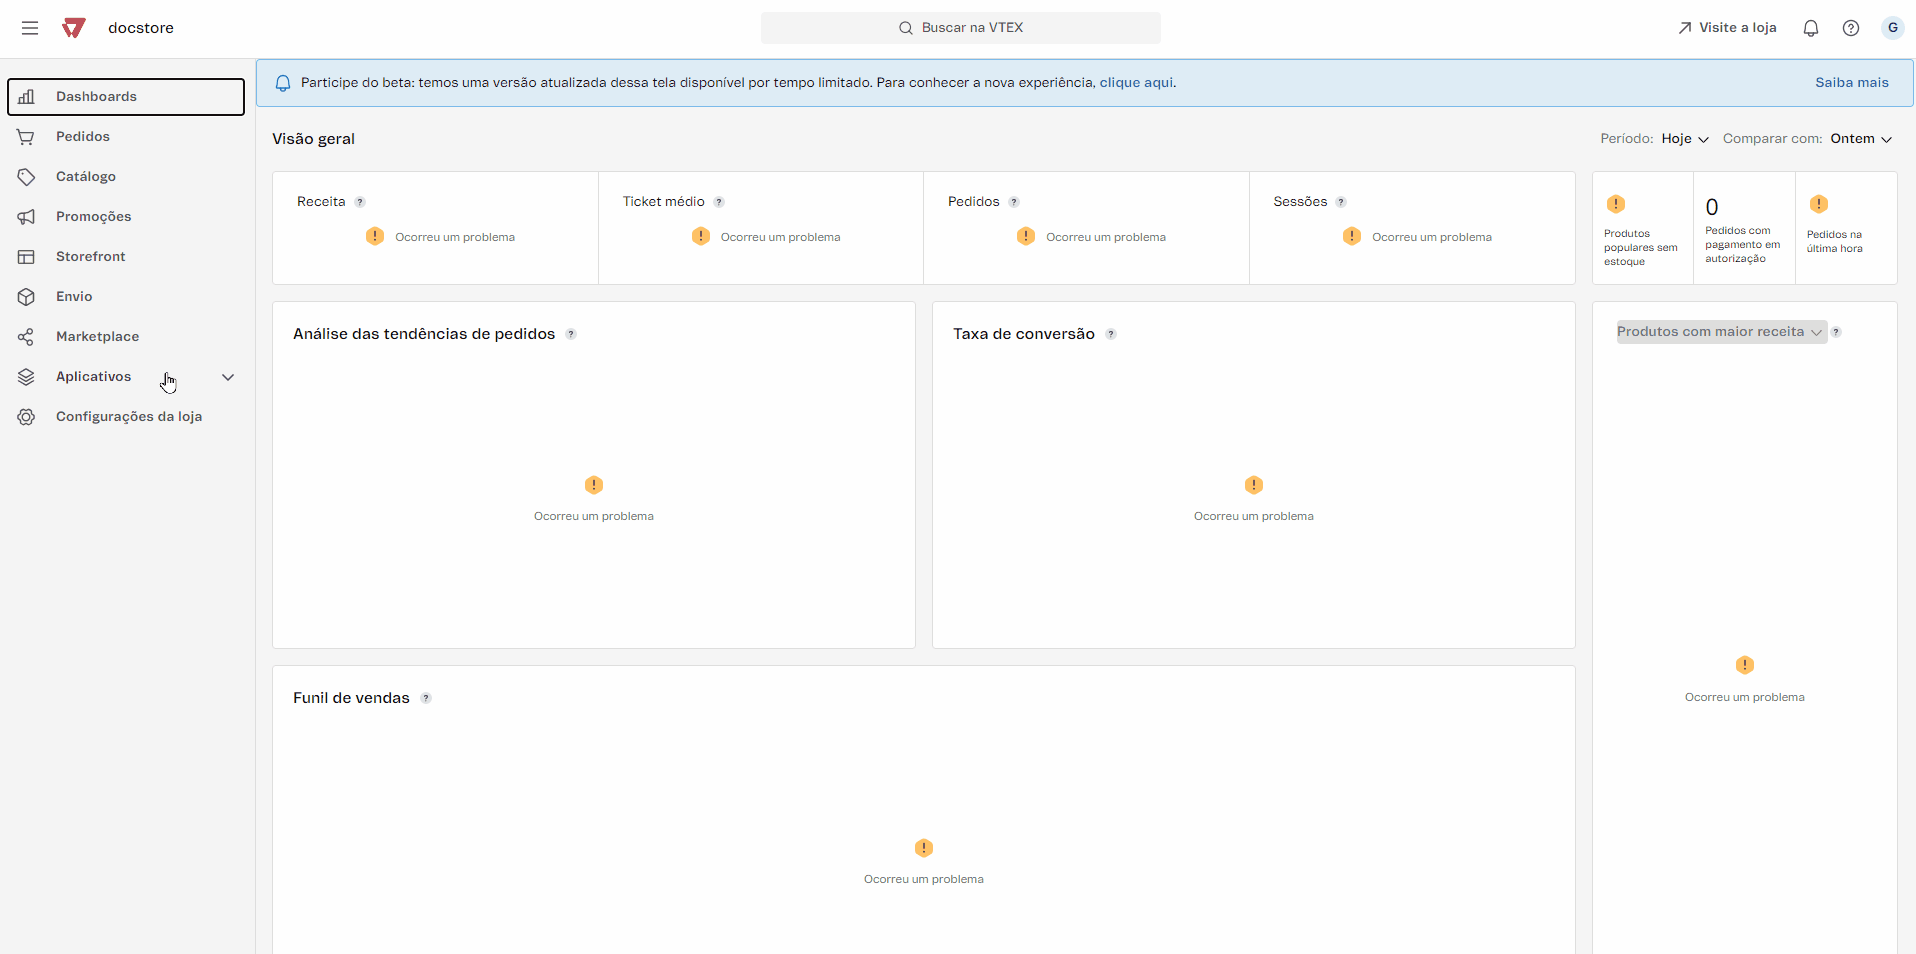 docstore
Buscar na VTEX
Visite a loja
G
Dashboards
Pedidos
Catálogo
Promoções
Storefront
Envio
Marketplace
Aplicativos
Configurações da loja
Participe do beta: temos uma versão atualizada dessa tela disponível por tempo limitado. Para conhecer a nova experiência, clique aqui.
Saiba mais
Visão geral
Período: Hoje
Comparar com: Ontem
Receita ?
! Ocorreu um problema
Ticket médio ?
! Ocorreu um problema
Pedidos ?
! Ocorreu um problema
Sessões ?
! Ocorreu um problema
!
Produtos
populares sem
estoque
0
Pedidos com
pagamento em
autorização
!
Pedidos na
última hora
Análise das tendências de pedidos ?
!
Ocorreu um problema
Taxa de conversão ?
!
Ocorreu um problema
Produtos com maior receita ?
!
Ocorreu um problema
Funil de vendas ?
!
Ocorreu um problema